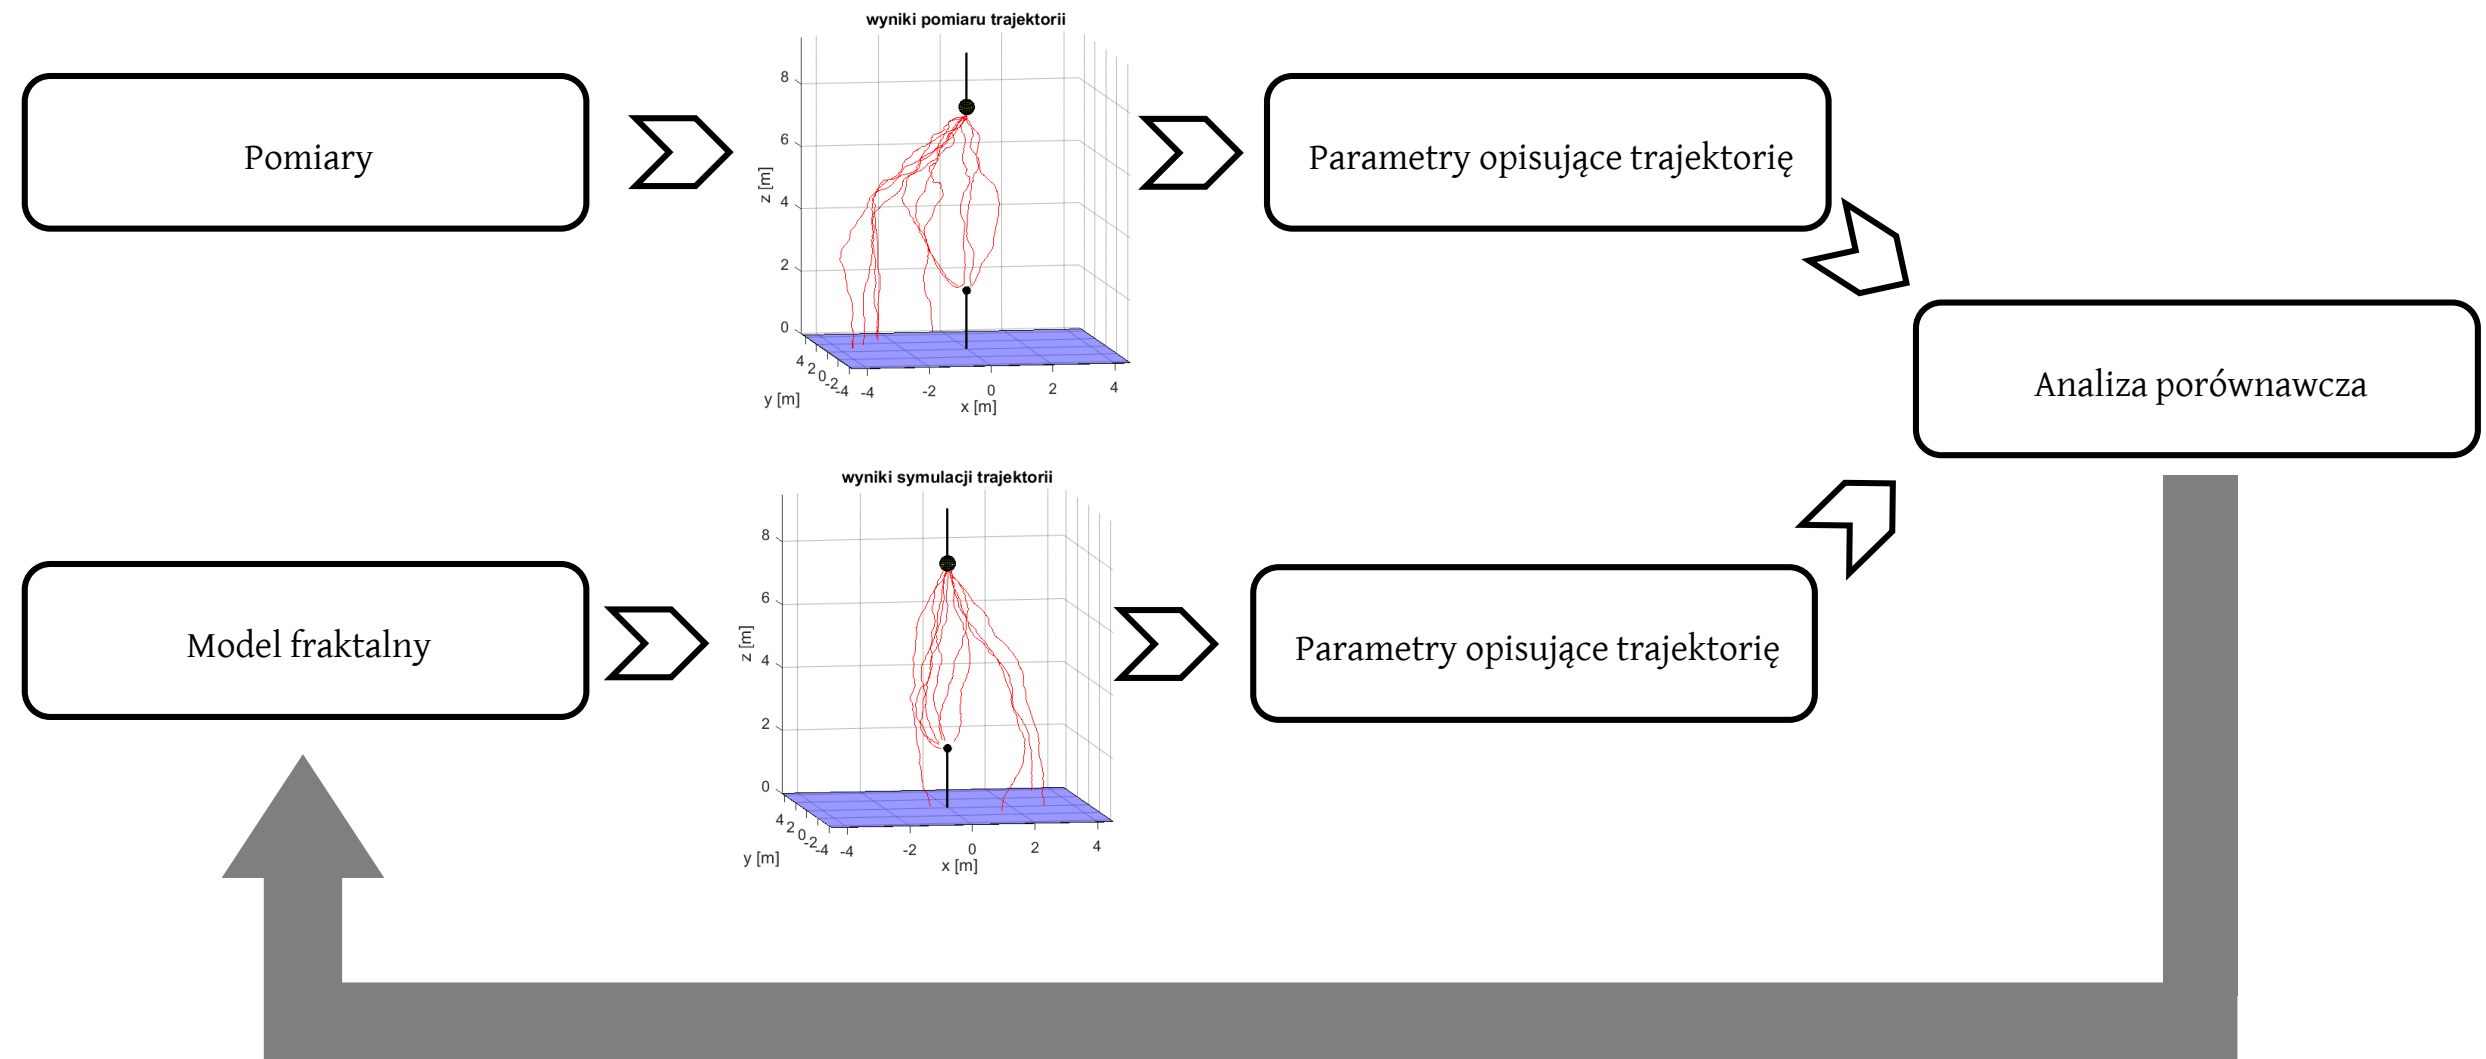 wyniki pomiaru trajektorii
Pomiary
8
6
4
2
0
z [m]
4
2
0
-2
-4
y [m]
-4
-2
0
2
4
x [m]
Parametry opisujące trajektorię
Analiza porównawcza
wyniki symulacji trajektorii
Model fraktalny
8
6
4
2
0
z [m]
4
2
0
-2
-4
y [m]
-4
-2
0
2
4
x [m]
Parametry opisujące trajektorię